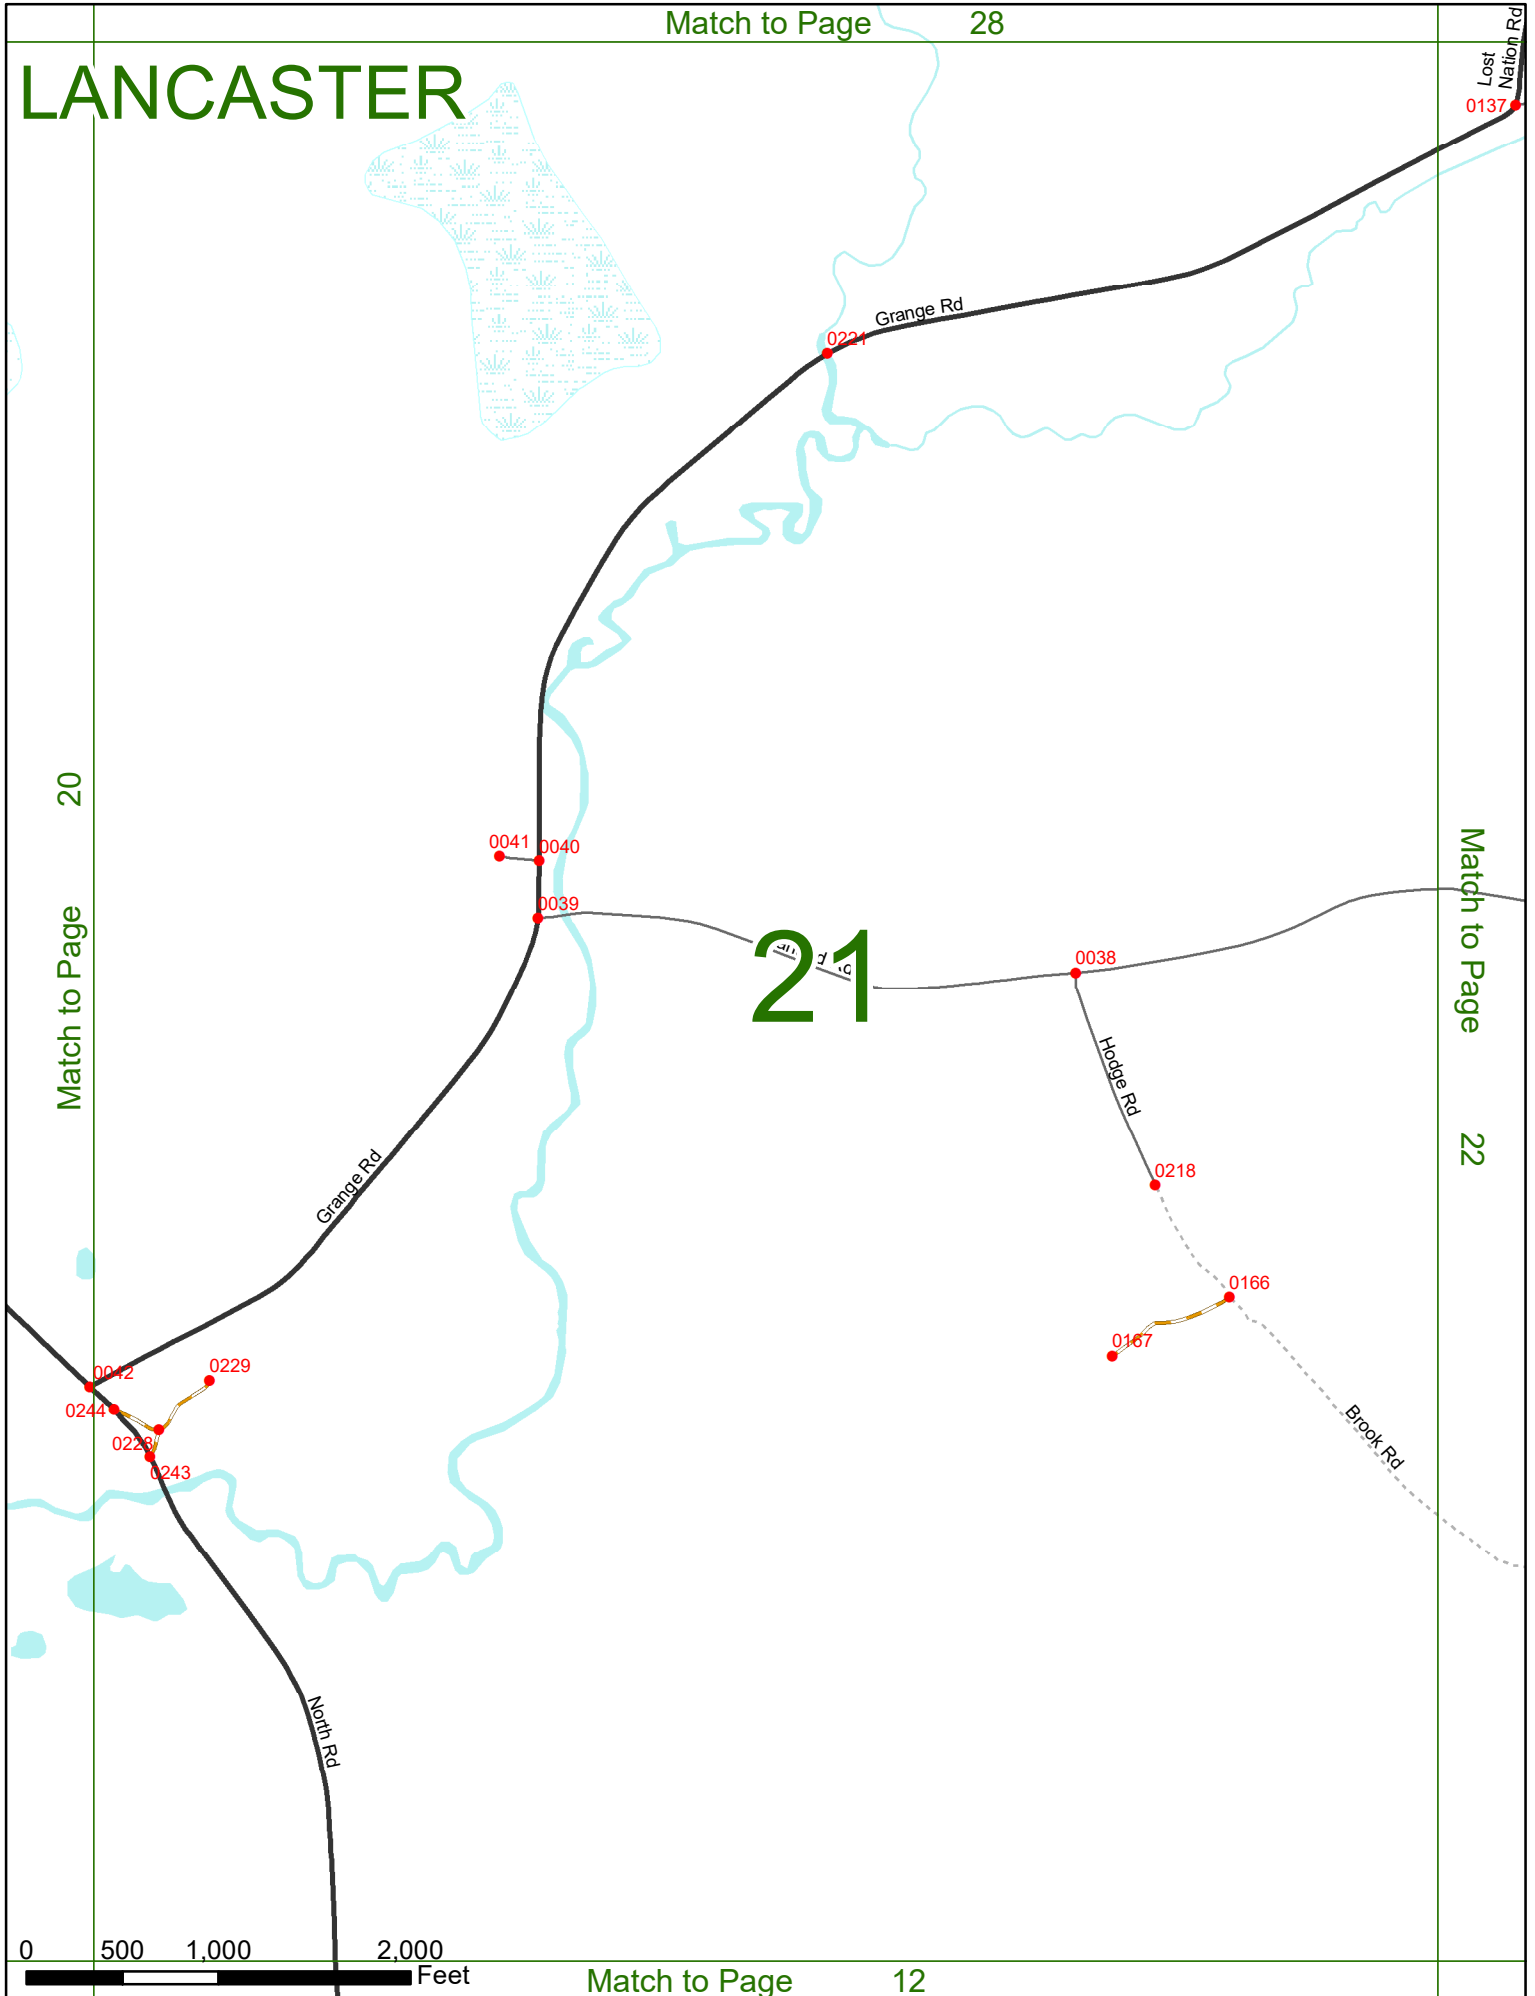 Match to Page 28
LANCASTER
Lost
Nation Rd
0137
Grange Rd
0221
20
Match to Page
0041
0040
0039
21
0038
Match to Page
22
Hodge Rd
0218
Grange Rd
0166
0167
0042
0229
0244
0228
0243
Brook Rd
North Rd
0 500 1,000 2,000
Feet
Match to Page 12